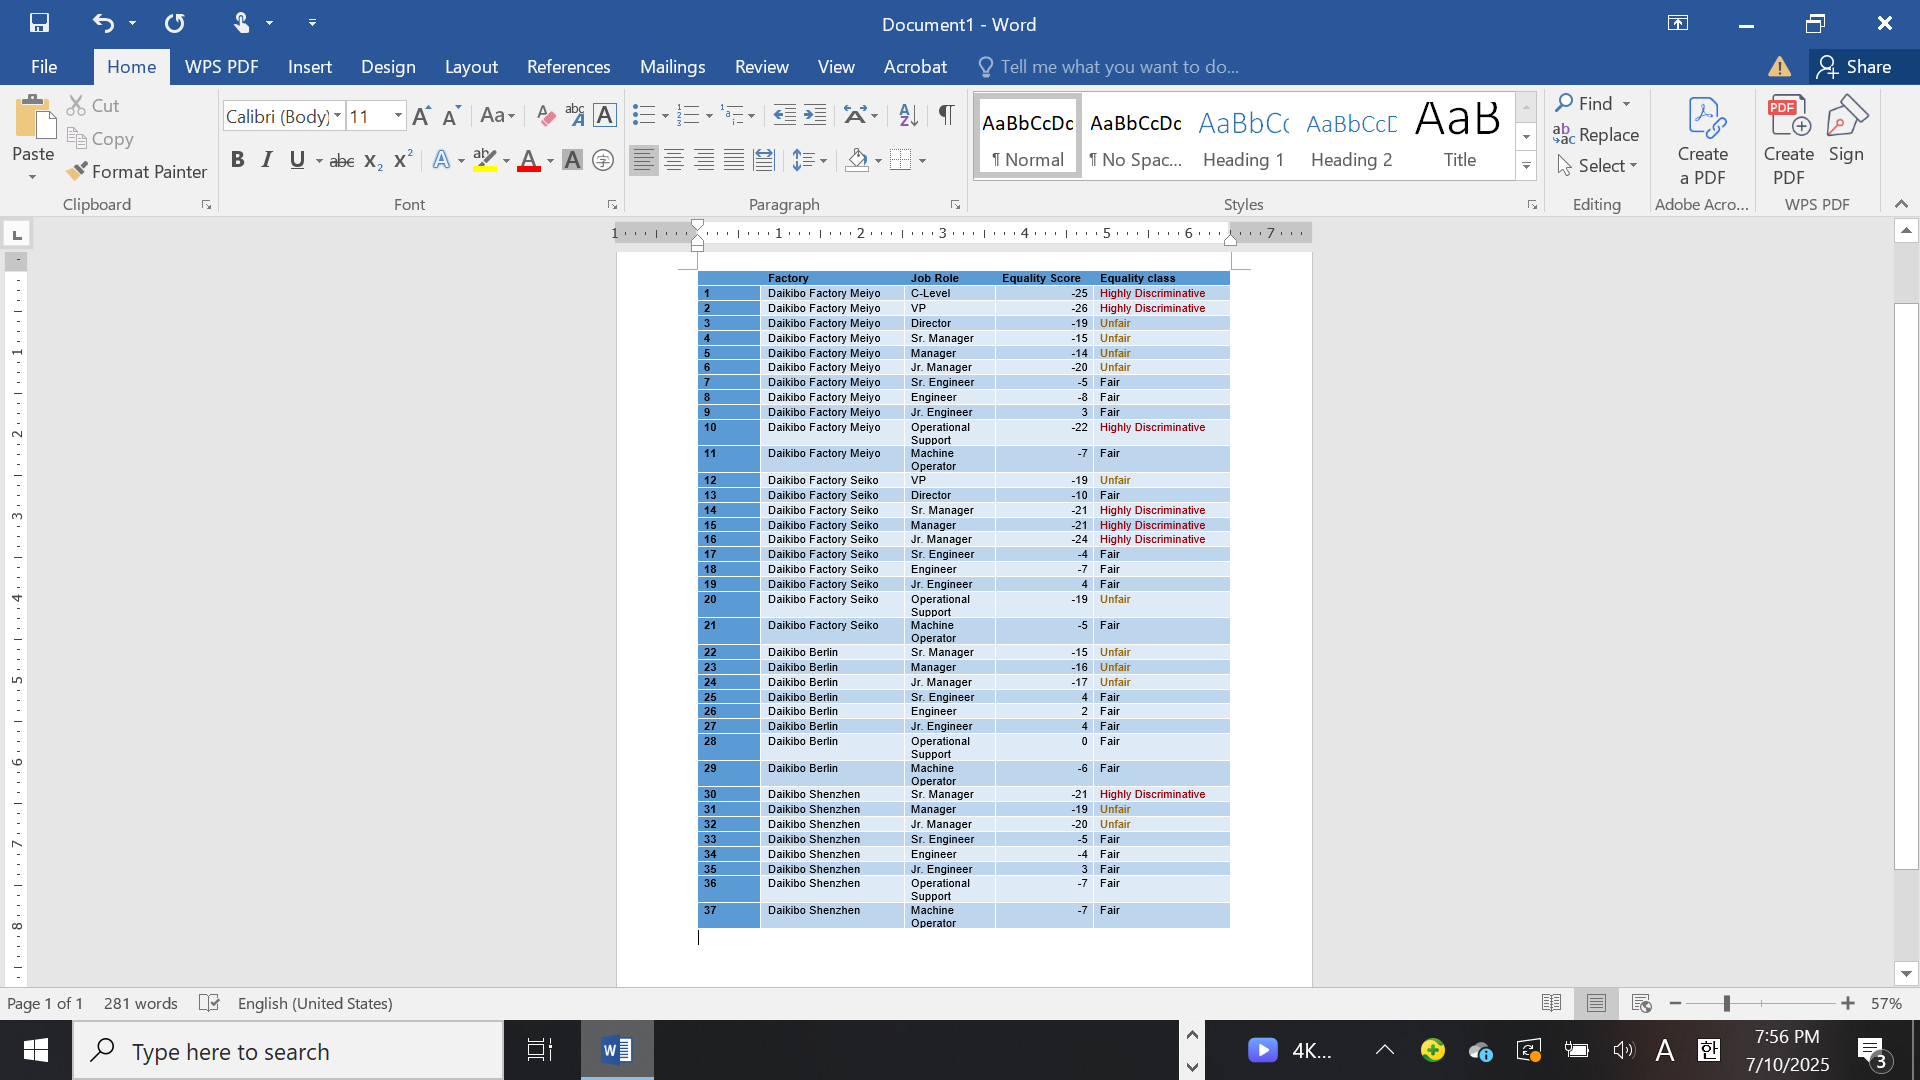 Document1 - Word
File Home WPS PDF Insert Design Layout References Mailings Review View Acrobat Tell me what you want to do... Share
Paste
Cut
Copy
Format Painter
Clipboard
Calibri (Body) 11
Font
Paragraph
AaBbCcDc AaBbCcDc AaBbCc AaBbCcD AaB
¶ Normal ¶ No Spac... Heading 1 Heading 2 Title
Styles
Find
Replace
Select
Editing
Create
a PDF
Adobe Acro...
Create
PDF
Sign
WPS PDF
1 1 2 3 4 5 6 7
1
2
3
4
5
6
7
8
Factory Job Role Equality Score Equality class
1 Daikibo Factory Meiyo C-Level -25 Highly Discriminative
2 Daikibo Factory Meiyo VP -26 Highly Discriminative
3 Daikibo Factory Meiyo Director -19 Unfair
4 Daikibo Factory Meiyo Sr. Manager -15 Unfair
5 Daikibo Factory Meiyo Manager -14 Unfair
6 Daikibo Factory Meiyo Jr. Manager -20 Unfair
7 Daikibo Factory Meiyo Sr. Engineer -5 Fair
8 Daikibo Factory Meiyo Engineer -8 Fair
9 Daikibo Factory Meiyo Jr. Engineer 3 Fair
10 Daikibo Factory Meiyo Operational Support -22 Highly Discriminative
11 Daikibo Factory Meiyo Machine Operator -7 Fair
12 Daikibo Factory Seiko VP -19 Unfair
13 Daikibo Factory Seiko Director -10 Fair
14 Daikibo Factory Seiko Sr. Manager -21 Highly Discriminative
15 Daikibo Factory Seiko Manager -21 Highly Discriminative
16 Daikibo Factory Seiko Jr. Manager -24 Highly Discriminative
17 Daikibo Factory Seiko Sr. Engineer -4 Fair
18 Daikibo Factory Seiko Engineer -7 Fair
19 Daikibo Factory Seiko Jr. Engineer 4 Fair
20 Daikibo Factory Seiko Operational Support -19 Unfair
21 Daikibo Factory Seiko Machine Operator -5 Fair
22 Daikibo Berlin Sr. Manager -15 Unfair
23 Daikibo Berlin Manager -16 Unfair
24 Daikibo Berlin Jr. Manager -17 Unfair
25 Daikibo Berlin Sr. Engineer 4 Fair
26 Daikibo Berlin Engineer 2 Fair
27 Daikibo Berlin Jr. Engineer 4 Fair
28 Daikibo Berlin Operational Support 0 Fair
29 Daikibo Berlin Machine Operator -6 Fair
30 Daikibo Shenzhen Sr. Manager -21 Highly Discriminative
31 Daikibo Shenzhen Manager -19 Unfair
32 Daikibo Shenzhen Jr. Manager -20 Unfair
33 Daikibo Shenzhen Sr. Engineer -5 Fair
34 Daikibo Shenzhen Engineer -4 Fair
35 Daikibo Shenzhen Jr. Engineer 3 Fair
36 Daikibo Shenzhen Operational Support -7 Fair
37 Daikibo Shenzhen Machine Operator -7 Fair
Page 1 of 1 281 words English (United States) 57%
Type here to search
4K...
A 한
7:56 PM
7/10/2025
3